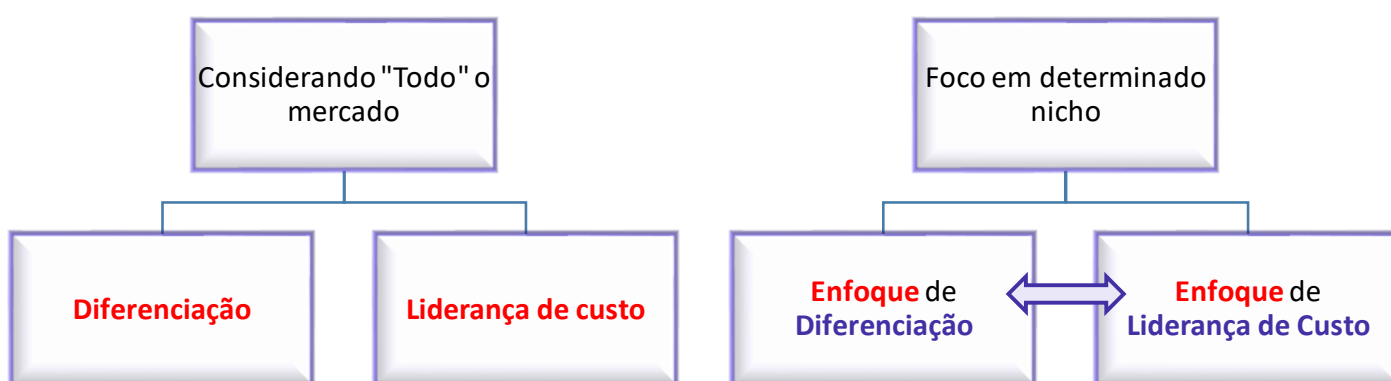 Considerando "Todo" o
mercado
Foco em determinado
nicho
Diferenciação
Liderança de custo
Enfoque de
Diferenciação
Enfoque de
Liderança de Custo